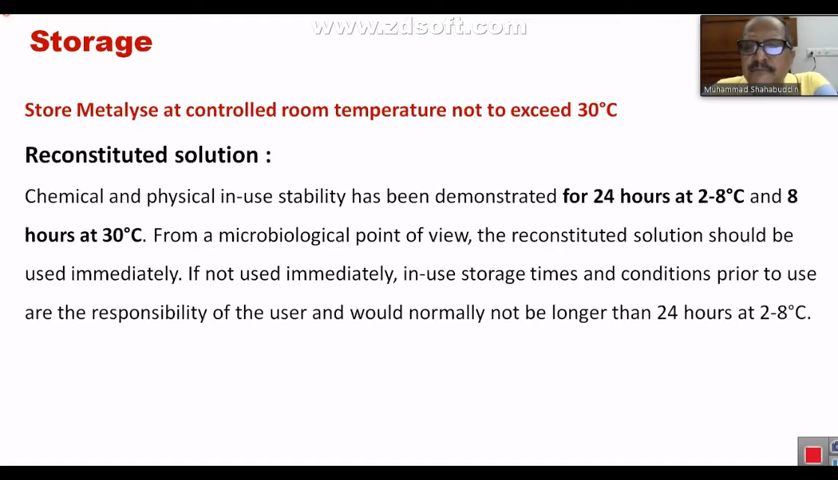 www.zdsoft.com
Storage
Muhammad Shahabuddin
Store Metalyse at controlled room temperature not to exceed 30°C
Reconstituted solution :
Chemical and physical in-use stability has been demonstrated for 24 hours at 2-8°C and 8
hours at 30°C. From a microbiological point of view, the reconstituted solution should be
used immediately. If not used immediately, in-use storage times and conditions prior to use
are the responsibility of the user and would normally not be longer than 24 hours at 2-8°C.